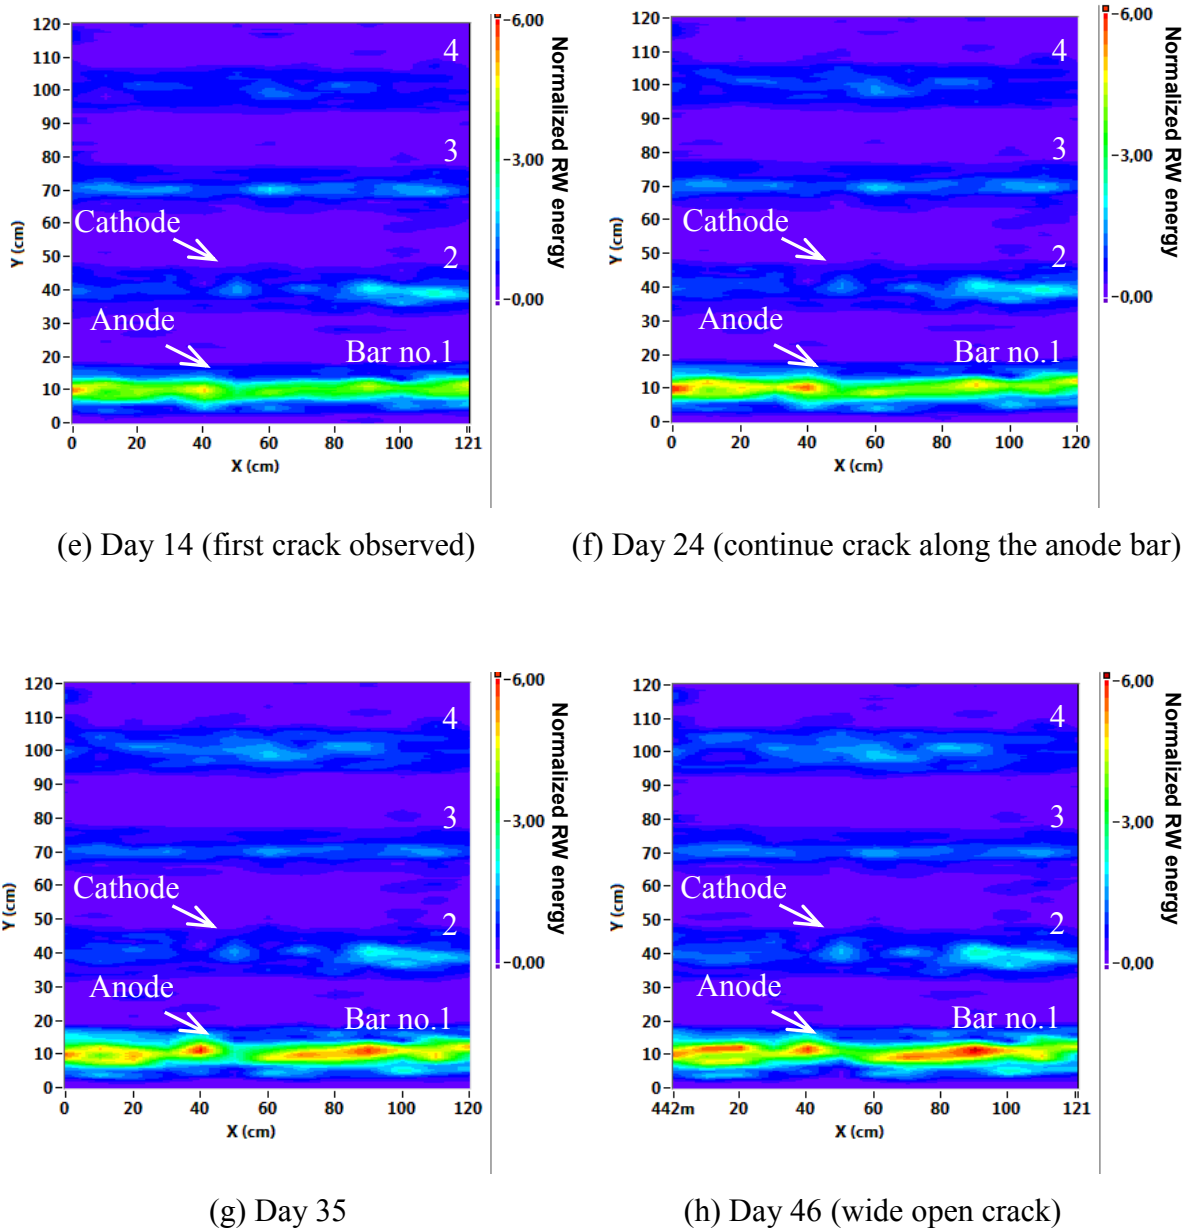 120
110
100
90
80
70
60
50
40
30
20
10
0
Y (cm)
4
3
Cathode
2
Anode
Bar no.1
0 20 40 60 80 100 121
X (cm)
6,00
3,00
0,00
Normalized RW energy
120
110
100
90
80
70
60
50
40
30
20
10
0
Y (cm)
4
3
Cathode
2
Anode
Bar no.1
0 20 40 60 80 100 120
X (cm)
6,00
3,00
0,00
Normalized RW energy
(e) Day 14 (first crack observed)
(f) Day 24 (continue crack along the anode bar)
120
110
100
90
80
70
60
50
40
30
20
10
0
Y (cm)
4
3
Cathode
2
Anode
Bar no.1
0 20 40 60 80 100 120
X (cm)
6,00
3,00
0,00
Normalized RW energy
120
110
100
90
80
70
60
50
40
30
20
10
0
Y (cm)
4
3
Cathode
2
Anode
Bar no.1
442m 20 40 60 80 100 121
X (cm)
6,00
3,00
0,00
Normalized RW energy
(g) Day 35
(h) Day 46 (wide open crack)